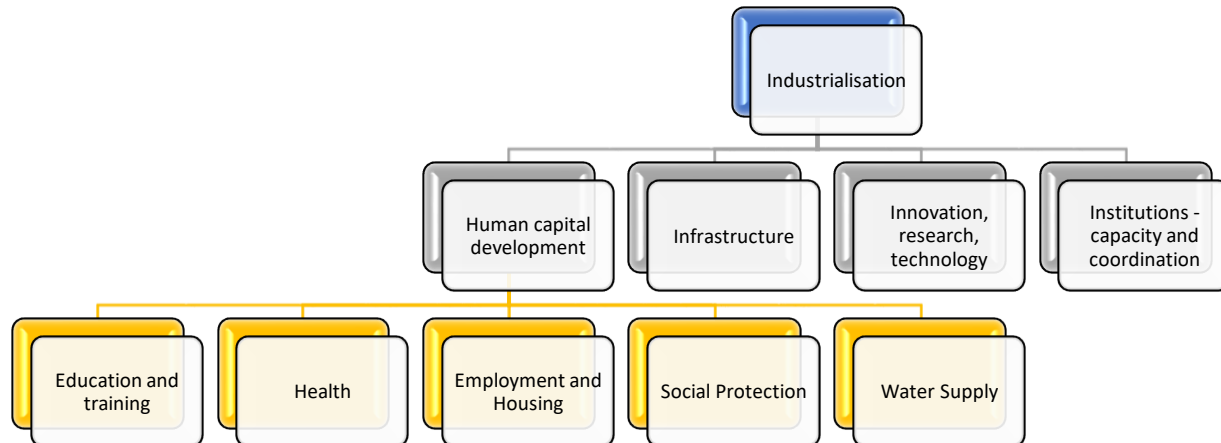 Industrialisation
Human capital
development
Infrastructure
Innovation,
research,
technology
Institutions -
capacity and
coordination
Education and
training
Health
Employment and
Housing
Social Protection
Water Supply